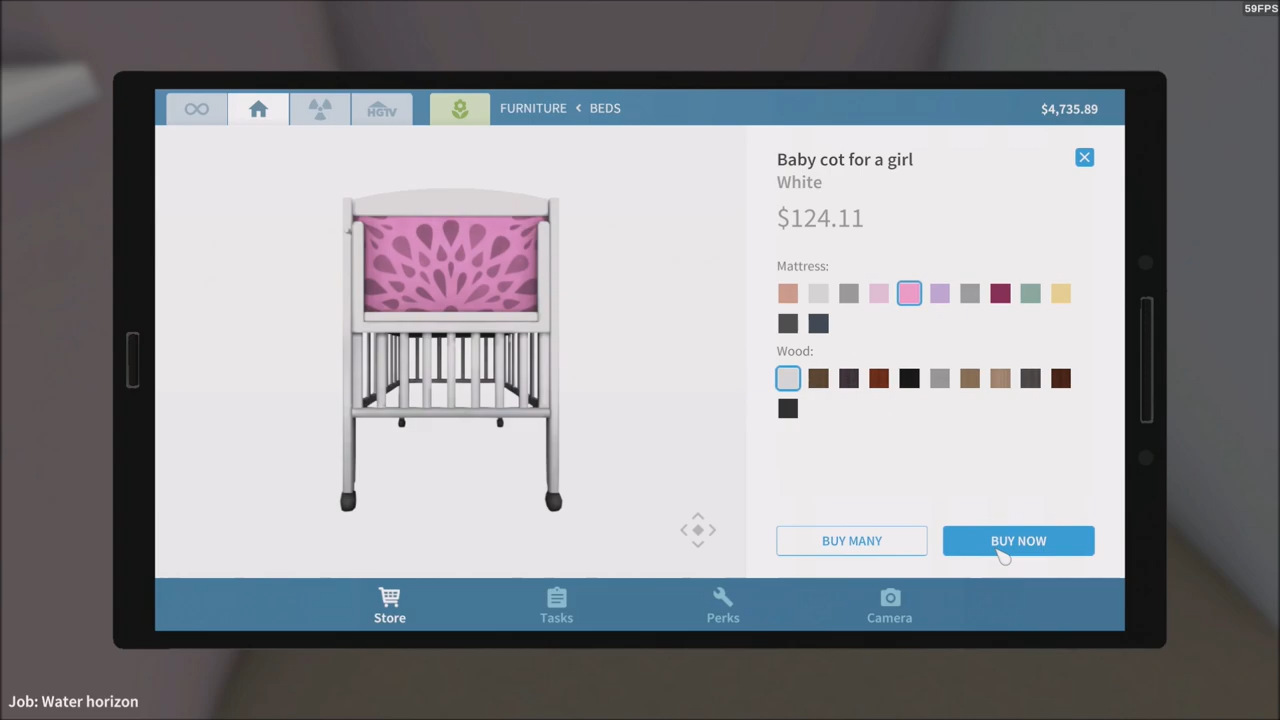 59FPS
HGTV
FURNITURE < BEDS
$4,735.89
Baby cot for a girl
White
$124.11
Mattress:
Wood:
BUY MANY
BUY NOW
Store
Tasks
Perks
Camera
Job: Water horizon